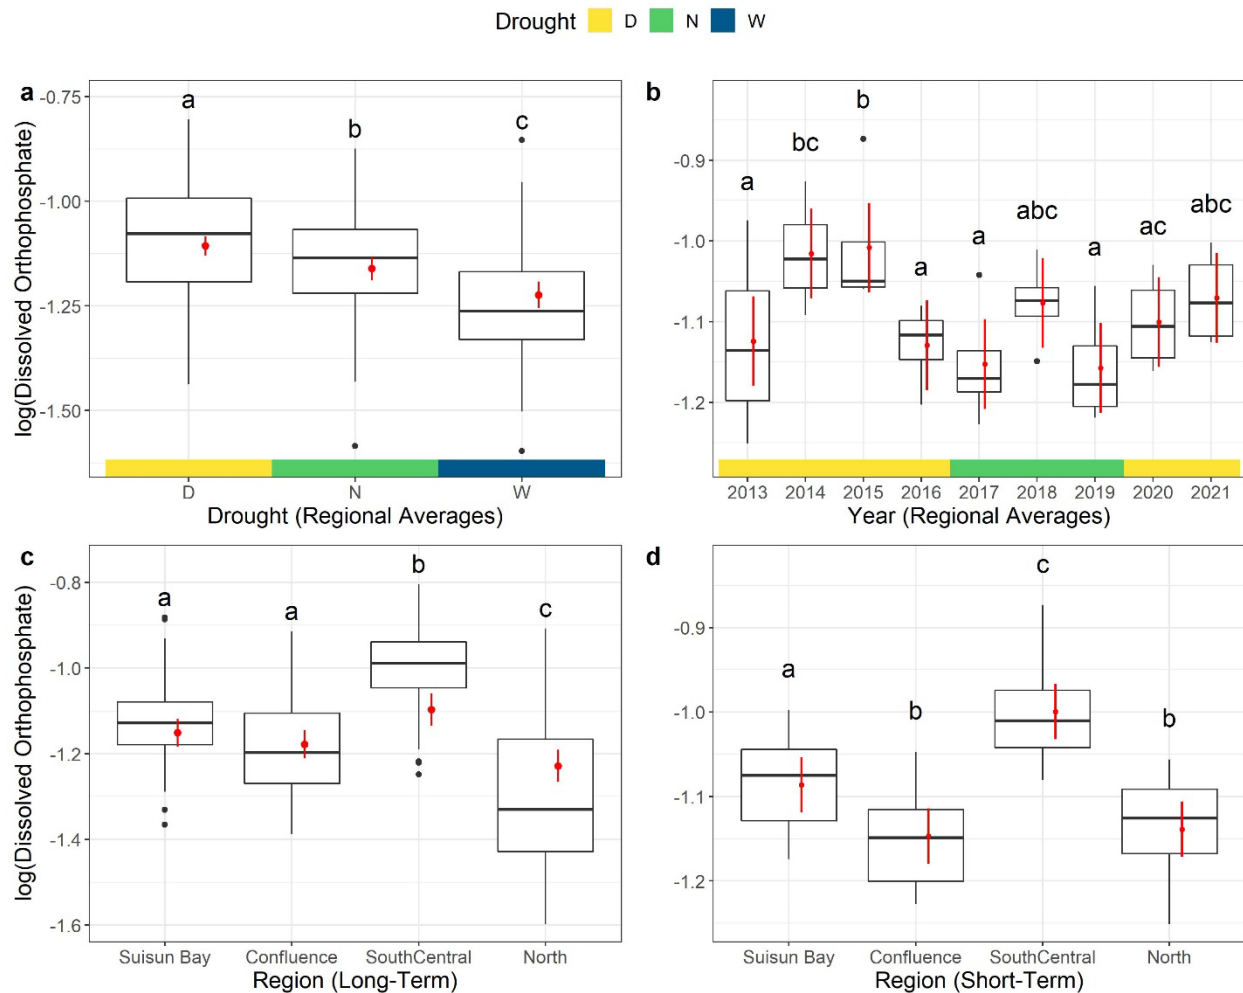 Drought D N W
a
-0.75
-1.00
-1.25
-1.50
log(Dissolved Orthophosphate)
a b c
D N W
Drought (Regional Averages)
b
-0.9
-1.0
-1.1
-1.2
a bc b a a abc a ac abc
2013 2014 2015 2016 2017 2018 2019 2020 2021
Year (Regional Averages)
c
-0.8
-1.0
-1.2
-1.4
-1.6
log(Dissolved Orthophosphate)
a a b c
Suisun Bay Confluence SouthCentral North
Region (Long-Term)
d
-0.9
-1.0
-1.1
-1.2
a b c b
Suisun Bay Confluence SouthCentral North
Region (Short-Term)